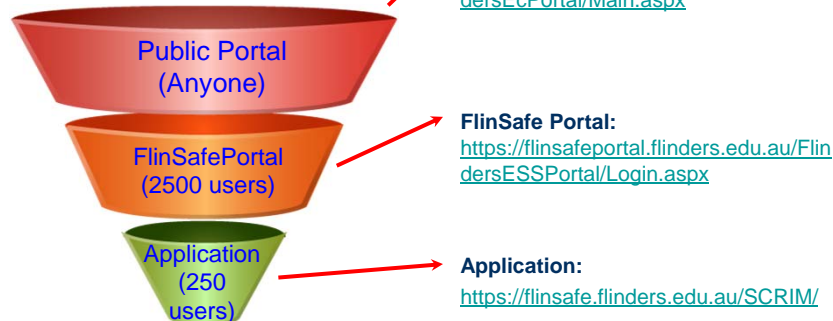 dersEcPortal/Main.aspx
Public Portal
(Anyone)
FlinSafe Portal:
https://flinsafeportal.flinders.edu.au/Flin
dersESSPortal/Login.aspx
FlinSafePortal
(2500 users)
Application
(250
users)
Application:
https://flinsafe.flinders.edu.au/SCRIM/